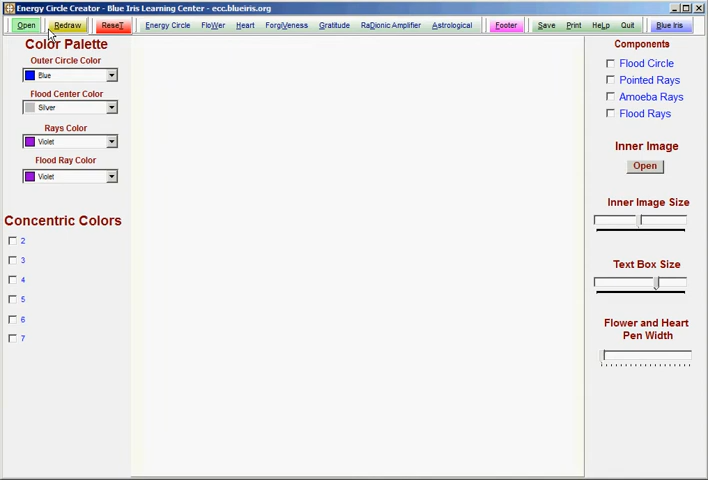 Energy Circle Creator - Blue Iris Learning Center - ecc.blueiris.org
Open Redraw ReseT Energy Circle FloWer Heart ForgiVeness Gratitude RaDionic Amplifier Astrological Footer Save Print HeLp Quit Blue Iris
Color Palette
Outer Circle Color
Blue
Flood Center Color
Silver
Rays Color
Violet
Flood Ray Color
Violet
Concentric Colors
2
3
4
5
6
7
Components
Flood Circle
Pointed Rays
Amoeba Rays
Flood Rays
Inner Image
Open
Inner Image Size
Text Box Size
Flower and Heart
Pen Width